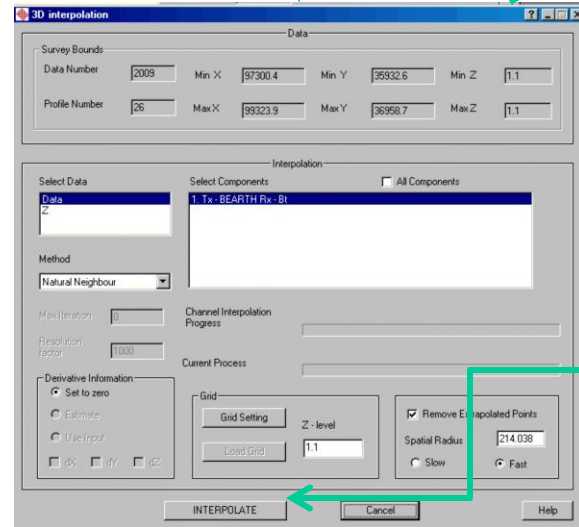 3D interpolation
Data
Survey Bounds
Data Number 2009 Min X 97300.4 Min Y 35932.6 Min Z 1.1
Profile Number 26 Max X 99323.9 Max Y 36958.7 Max Z 1.1
Interpolation
Select Data Select Components All Components
Data 1. Tx - BEARTH Rx - Bt
Z
Method
Natural Neighbour
Max Iteration 0 Channel Interpolation
Progress
Resolution
factor 1000
Current Process
Derivative Information
Set to zero Grid
Estimate Grid Setting Z - level Remove Extrapolated Points
Use Input Load Grid 1.1 Spatial Radius 214.038
dX dY dZ Slow Fast
INTERPOLATE Cancel Help